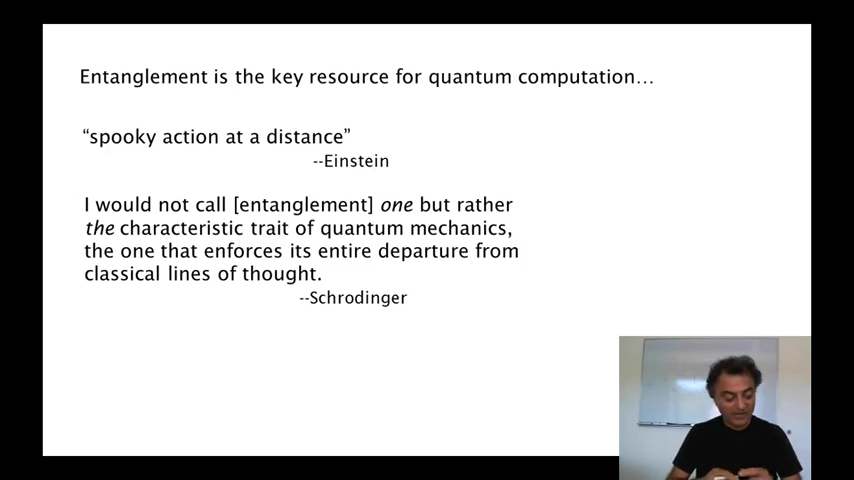 Entanglement is the key resource for quantum computation…
“spooky action at a distance”
--Einstein
I would not call [entanglement] one but rather
the characteristic trait of quantum mechanics,
the one that enforces its entire departure from
classical lines of thought.
--Schrodinger